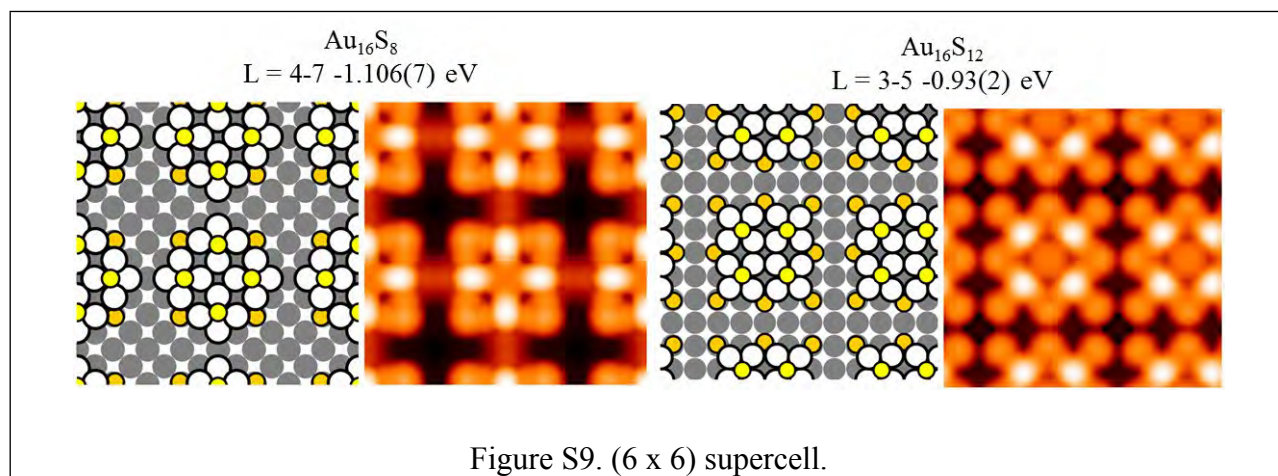 Au₁₆S₈
L = 4-7 -1.106(7) eV
Au₁₆S₁₂
L = 3-5 -0.93(2) eV
Figure S9. (6 x 6) supercell.